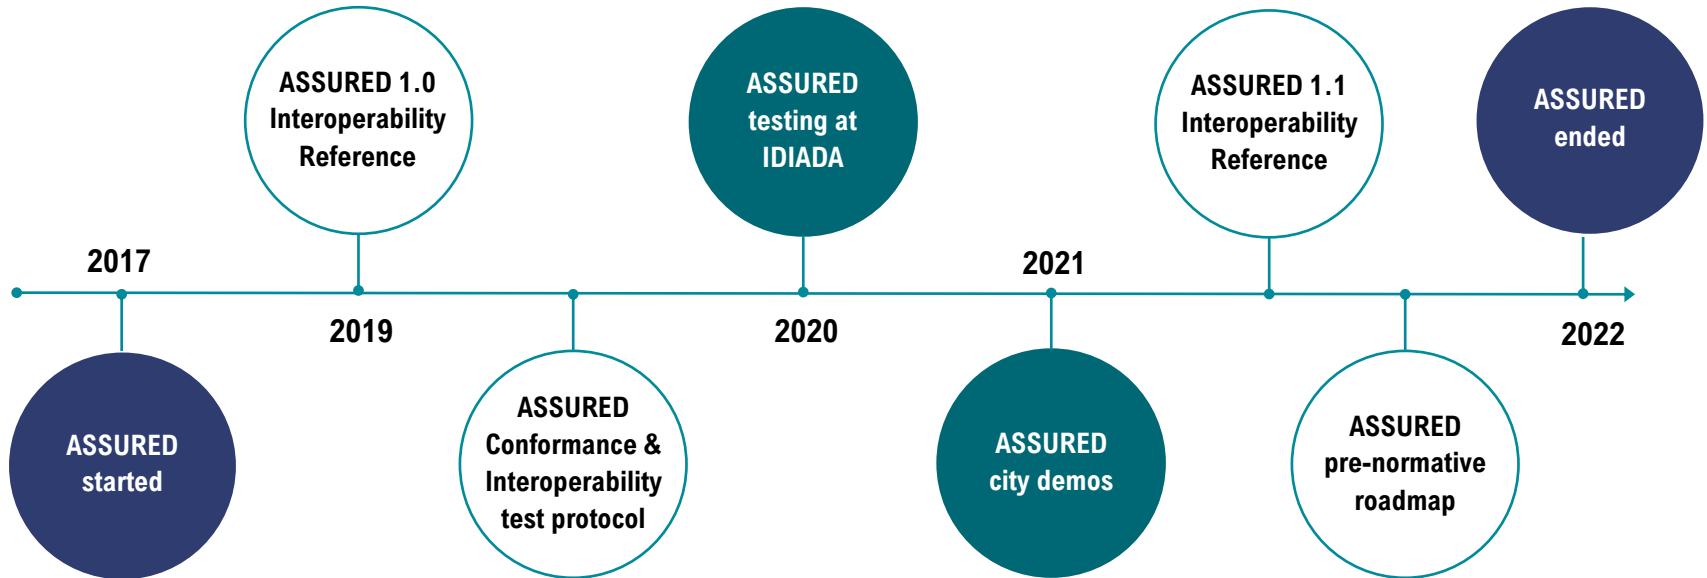 2017
ASSURED
started
ASSURED 1.0
Interoperability
Reference
2019
ASSURED
Conformance &
Interoperability
test protocol
ASSURED
testing at
IDIADA
2020
2021
ASSURED
city demos
ASSURED 1.1
Interoperability
Reference
ASSURED
pre-normative
roadmap
ASSURED
ended
2022